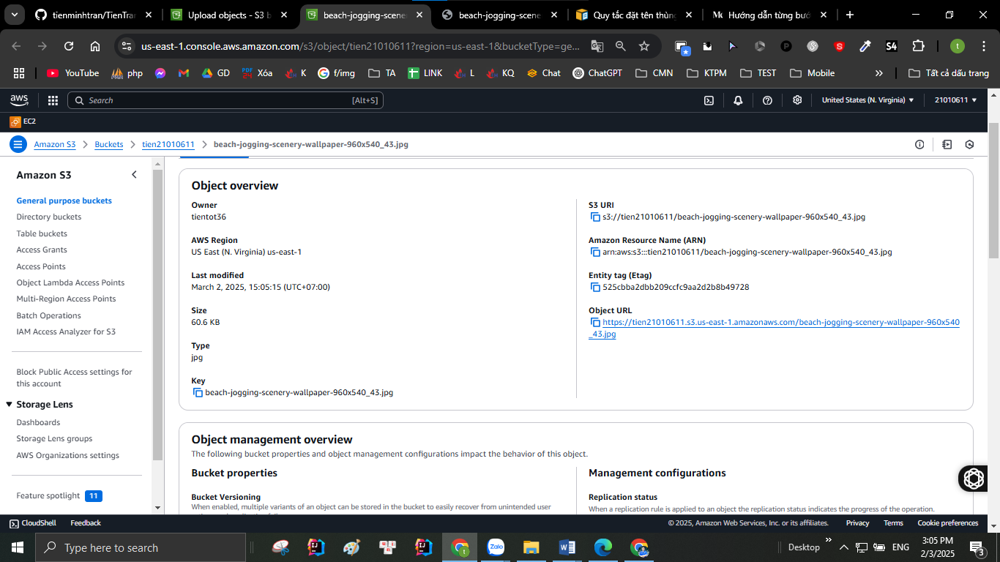 tienminhtran/TienTran
Upload objects - S3 b
beach-jogging-scene
beach-jogging-scene
Quy tắc đặt tên thùn
Hướng dẫn từng bướ
us-east-1.console.aws.amazon.com/s3/object/tien21010611?region=us-east-1&bucketType=ge...
YouTube
php
GD
Xóa
K
f/img
TA
LINK
L
KQ
Chat
ChatGPT
CMN
KTPM
TEST
Mobile
Tất cả dấu trang
aws
Search
[Alt+S]
United States (N. Virginia)
21010611
EC2
Amazon S3
Buckets
tien21010611
beach-jogging-scenery-wallpaper-960x540_43.jpg
Amazon S3
General purpose buckets
Directory buckets
Table buckets
Access Grants
Access Points
Object Lambda Access Points
Multi-Region Access Points
Batch Operations
IAM Access Analyzer for S3
Block Public Access settings for
this account
Storage Lens
Dashboards
Storage Lens groups
AWS Organizations settings
Feature spotlight 11
Object overview
Owner
tientot36
AWS Region
US East (N. Virginia) us-east-1
Last modified
March 2, 2025, 15:05:15 (UTC+07:00)
Size
60.6 KB
Type
jpg
Key
beach-jogging-scenery-wallpaper-960x540_43.jpg
S3 URI
s3://tien21010611/beach-jogging-scenery-wallpaper-960x540_43.jpg
Amazon Resource Name (ARN)
arn:aws:s3:::tien21010611/beach-jogging-scenery-wallpaper-960x540_43.jpg
Entity tag (Etag)
525cbba2dbb209ccfc9aa2d2b8b49728
Object URL
https://tien21010611.s3.us-east-1.amazonaws.com/beach-jogging-scenery-wallpaper-960x540
_43.jpg
Object management overview
The following bucket properties and object management configurations impact the behavior of this object.
Bucket properties
Bucket Versioning
When enabled, multiple variants of an object can be stored in the bucket to easily recover from unintended user
Management configurations
Replication status
When a replication rule is applied to an object the replication status indicates the progress of the operation.
CloudShell
Feedback
© 2025, Amazon Web Services, Inc. or its affiliates.
Privacy
Terms
Cookie preferences
Type here to search
Desktop
ENG
3:05 PM
2/3/2025
3